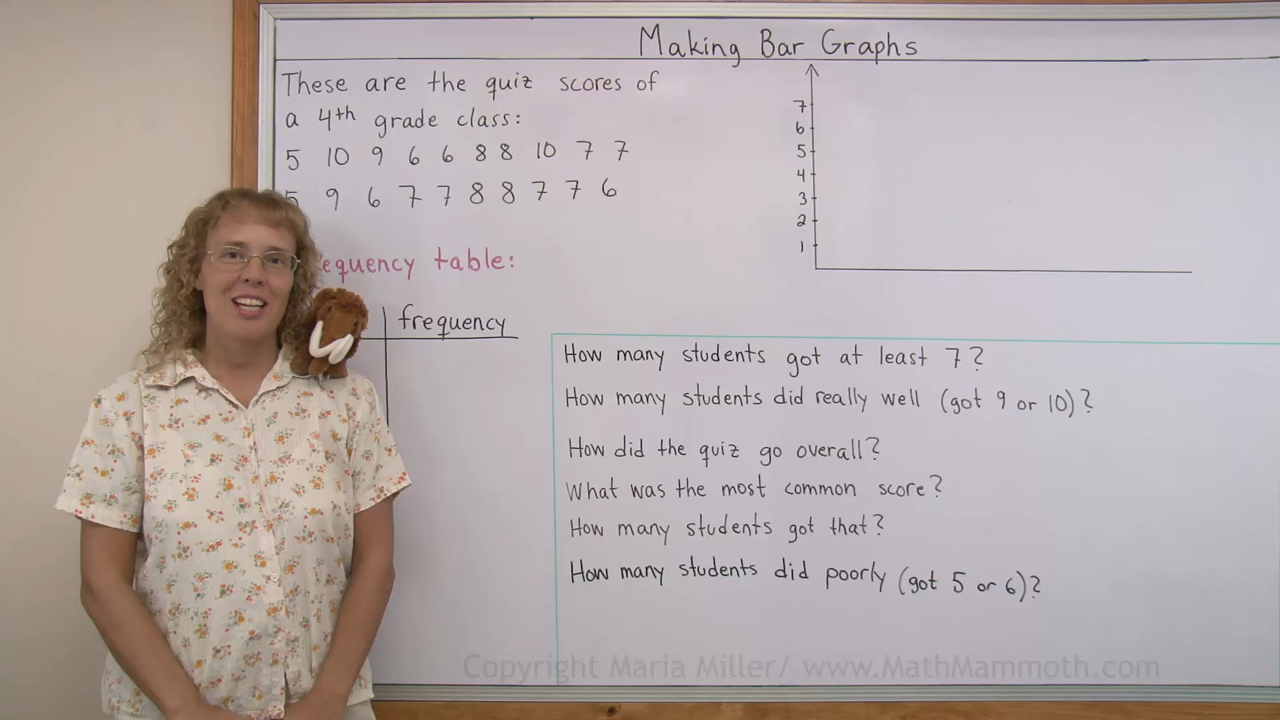 Making Bar Graphs
These are the quiz scores of
a 4th grade class:
5 10 9 6 6 8 8 10 7 7
5 9 6 7 7 8 8 7 7 6
table:
frequency
7
6
5
4
3
2
1
How many students got at least 7?
How many students did really well (got 9 or 10)?
How did the quiz go overall?
What was the most common score?
How many students got that?
How many students did poorly (got 5 or 6)?
Copyright Maria Miller/ www.MathMammoth.com